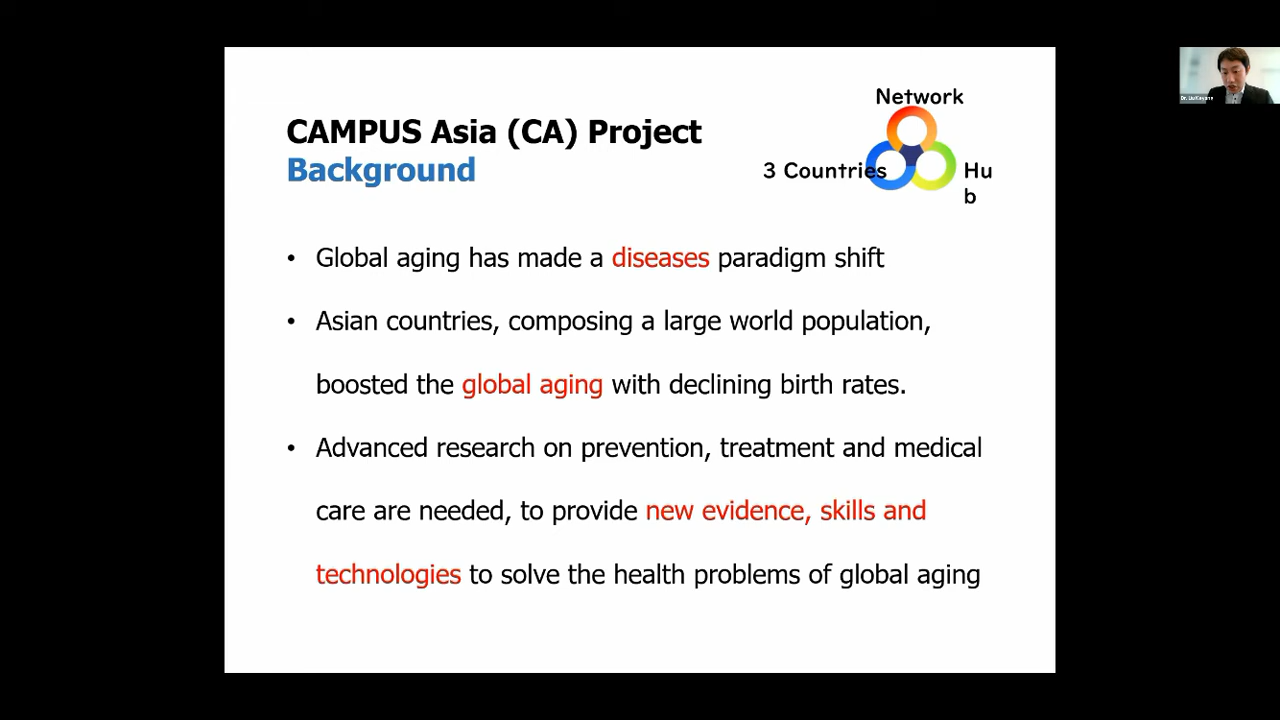 Network
CAMPUS Asia (CA) Project
Background
3 Countries
Hu
b
• Global aging has made a diseases paradigm shift
• Asian countries, composing a large world population,
boosted the global aging with declining birth rates.
• Advanced research on prevention, treatment and medical
care are needed, to provide new evidence, skills and
technologies to solve the health problems of global aging
Dr.